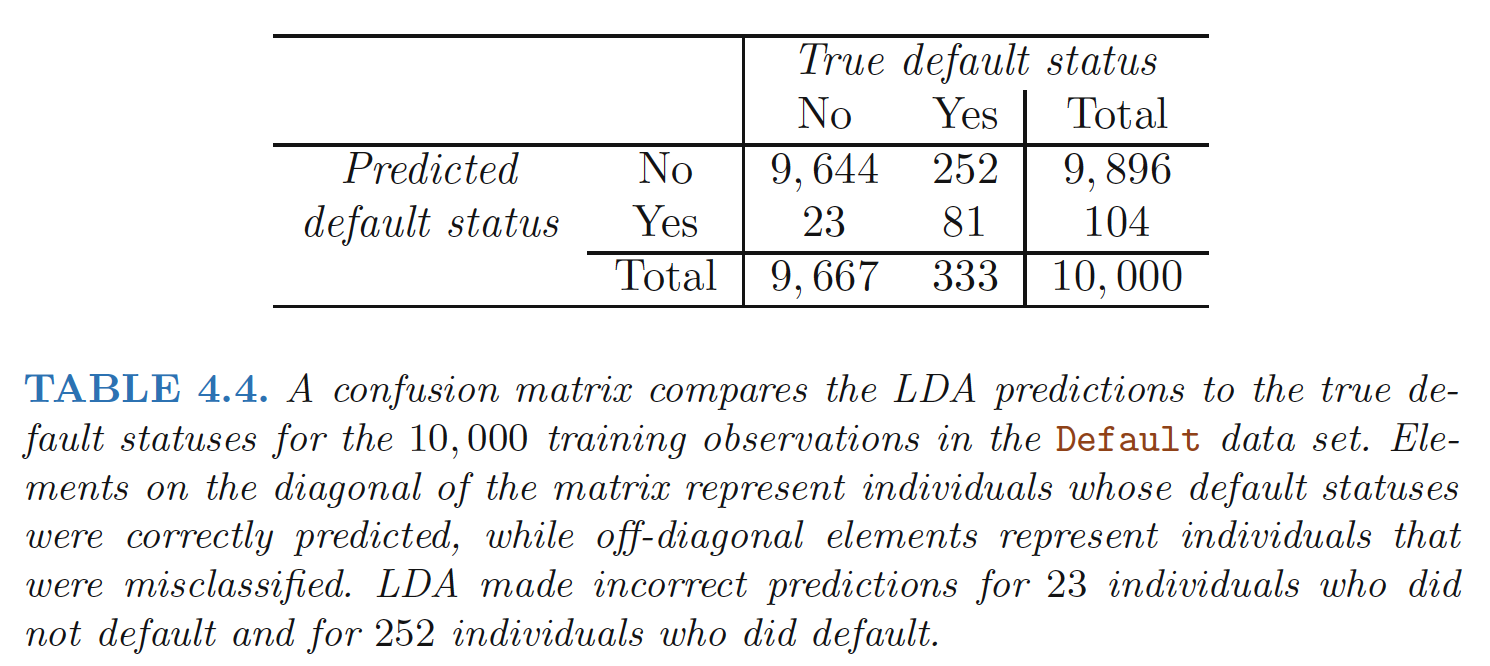 True default status
No Yes Total
Predicted No 9,644 252 9,896
default status Yes 23 81 104
Total 9,667 333 10,000
TABLE 4.4. A confusion matrix compares the LDA predictions to the true de-
fault statuses for the 10,000 training observations in the Default data set. Ele-
ments on the diagonal of the matrix represent individuals whose default statuses
were correctly predicted, while off-diagonal elements represent individuals that
were misclassified. LDA made incorrect predictions for 23 individuals who did
not default and for 252 individuals who did default.